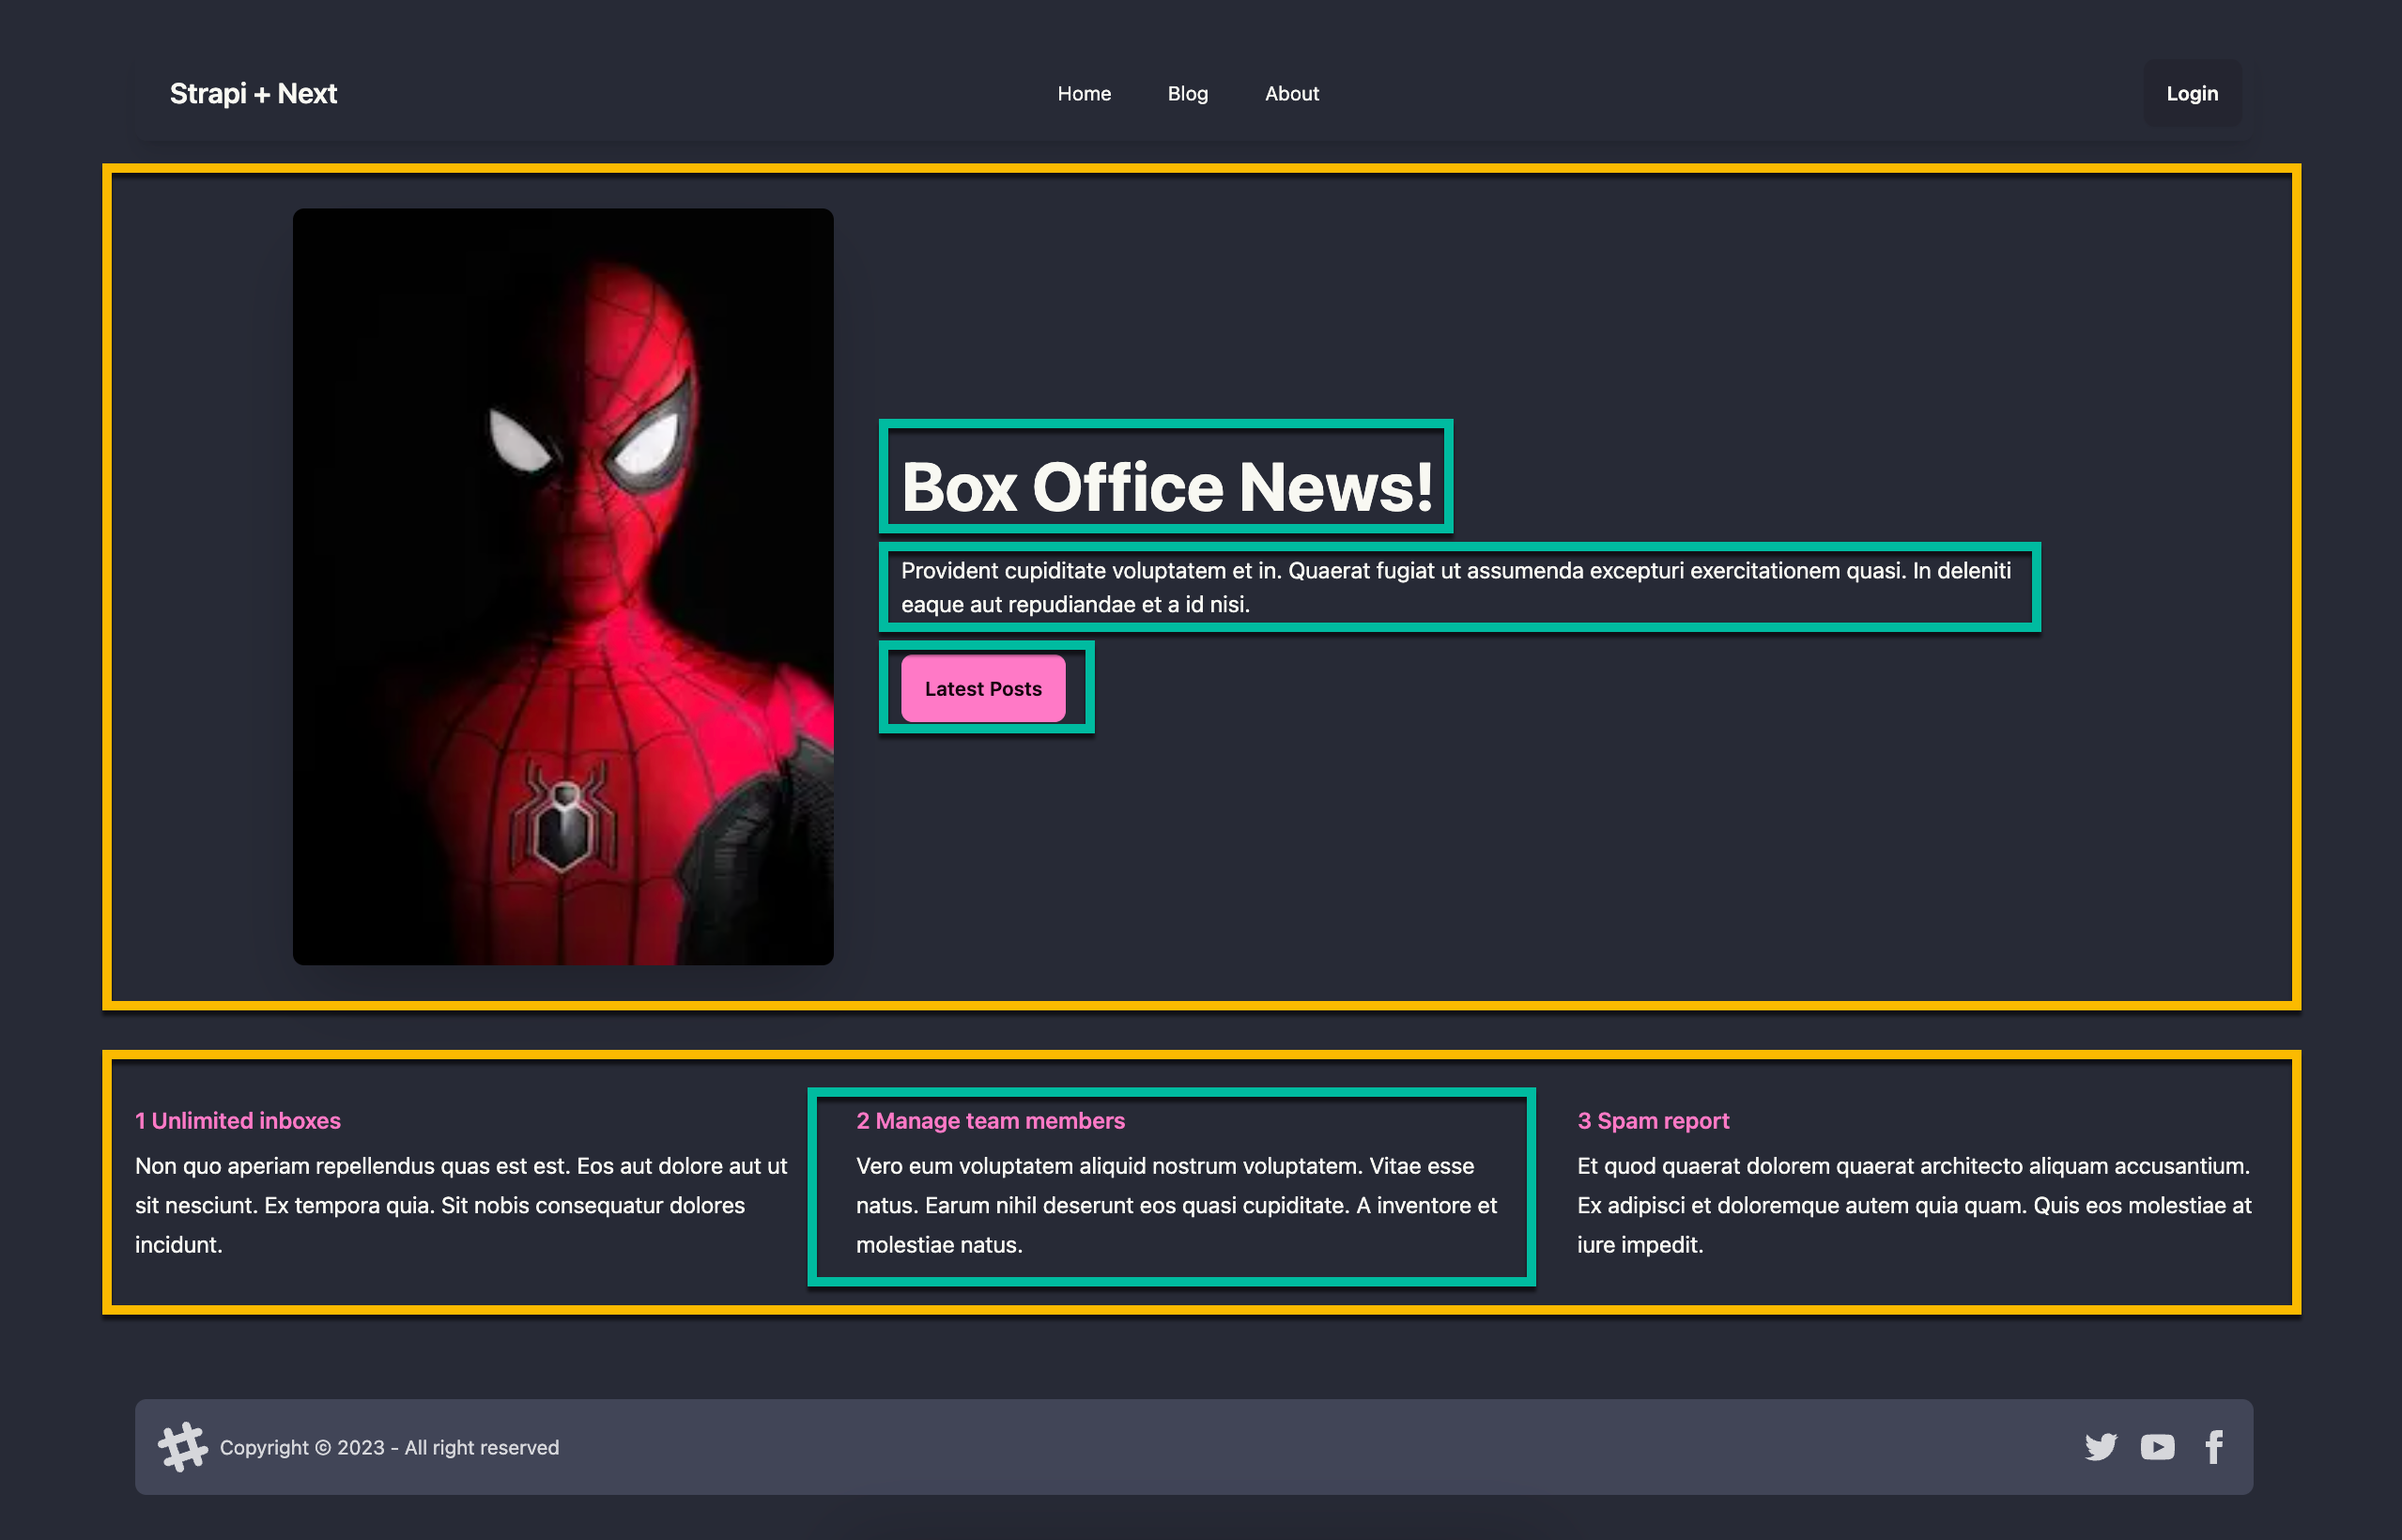 Strapi + Next
Home
Blog
About
Login
Box Office News!
Provident cupiditate voluptatem et in. Quaerat fugiat ut assumenda excepturi exercitationem quasi. In deleniti
eaque aut repudiandae et a id nisi.
Latest Posts
1 Unlimited inboxes
Non quo aperiam repellendus quas est est. Eos aut dolore aut ut
sit nesciunt. Ex tempora quia. Sit nobis consequatur dolores
incidunt.
2 Manage team members
Vero eum voluptatem aliquid nostrum voluptatem. Vitae esse
natus. Earum nihil deserunt eos quasi cupiditate. A inventore et
molestiae natus.
3 Spam report
Et quod quaerat dolorem quaerat architecto aliquam accusantium.
Ex adipisci et doloremque autem quia quam. Quis eos molestiae at
iure impedit.
Copyright © 2023 - All right reserved